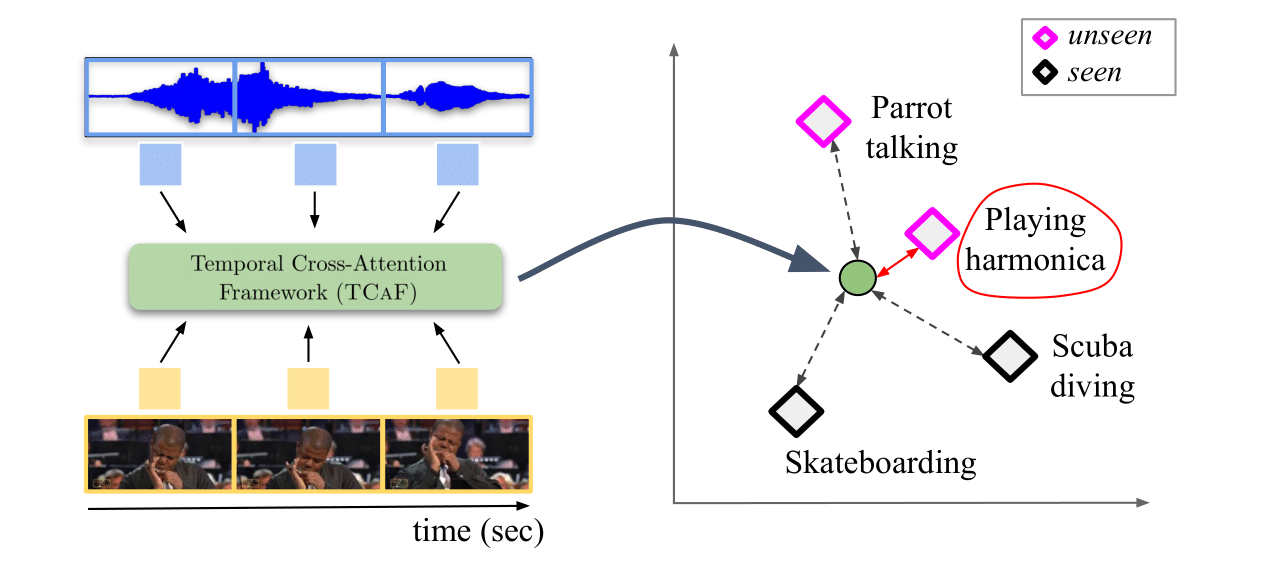 Temporal Cross-Attention
Framework (TCAF)
time (sec)
unseen
seen
Parrot
talking
Playing
harmonica
Scuba
diving
Skateboarding